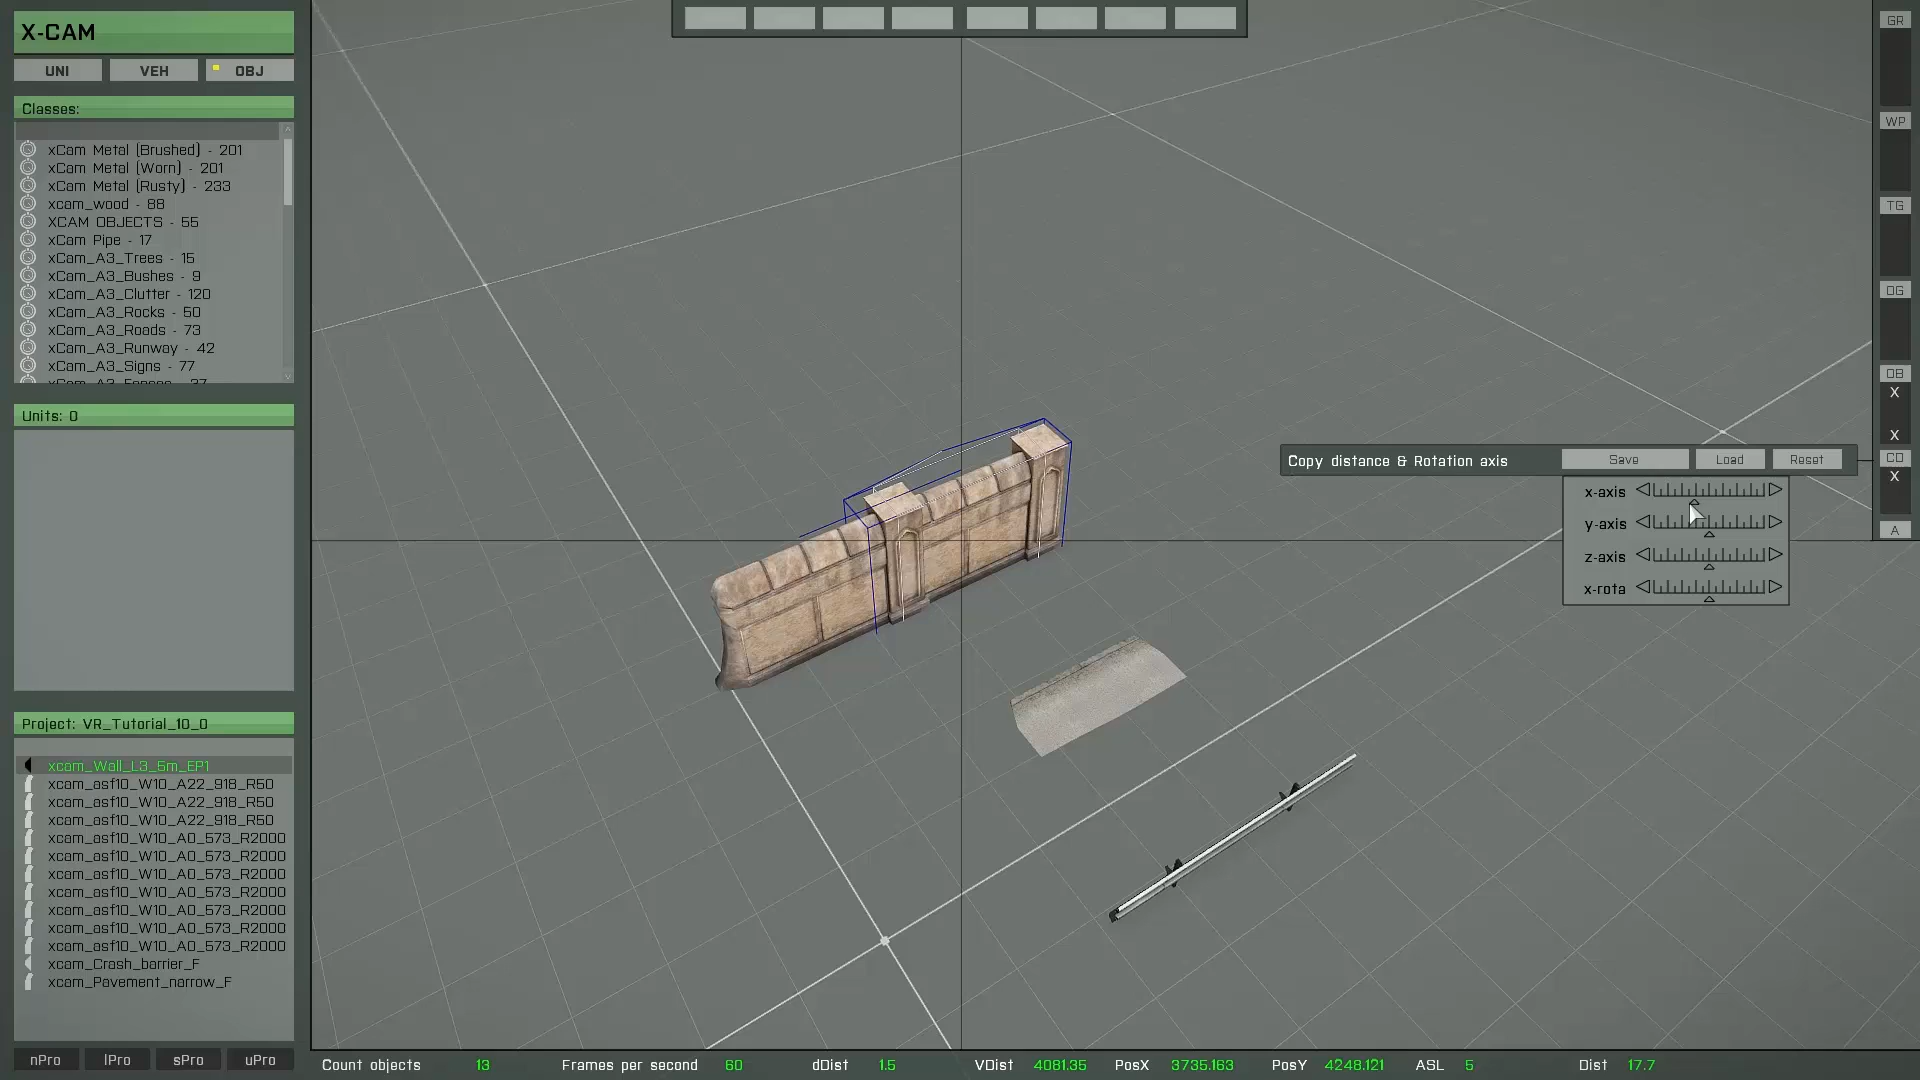 X-CAM
UNI VEH OBJ
Classes:
xCam Metal (Brushed) - 201
xCam Metal (Worn) - 201
xCam Metal (Rusty) - 233
xcam_wood - 88
XCAM OBJECTS - 55
xCam Pipe - 17
xCam_A3_Trees - 15
xCam_A3_Bushes - 9
xCam_A3_Clutter - 120
xCam_A3_Rocks - 50
xCam_A3_Roads - 73
xCam_A3_Runway - 42
xCam_A3_Signs - 77
xCam_A3_Fences - 37
Units: 0
Project: VR_Tutorial_10_0
xcam_Wall_L3_5m_EP1
xcam_asf10_W10_A22_918_R50
xcam_asf10_W10_A22_918_R50
xcam_asf10_W10_A22_918_R50
xcam_asf10_W10_A0_573_R2000
xcam_asf10_W10_A0_573_R2000
xcam_asf10_W10_A0_573_R2000
xcam_asf10_W10_A0_573_R2000
xcam_asf10_W10_A0_573_R2000
xcam_asf10_W10_A0_573_R2000
xcam_asf10_W10_A0_573_R2000
xcam_Crash_barrier_F
xcam_Pavement_narrow_F
nPro lPro sPro uPro
Copy distance & Rotation axis Save Load Reset
x-axis
y-axis
z-axis
x-rota
GR
WP
TG
OG
OB
X
X
CO
X
A
Count objects 13 Frames per second 60 dDist 1.5 VDist 4081.35 PosX 3735.163 PosY 4248.121 ASL 5 Dist 17.7